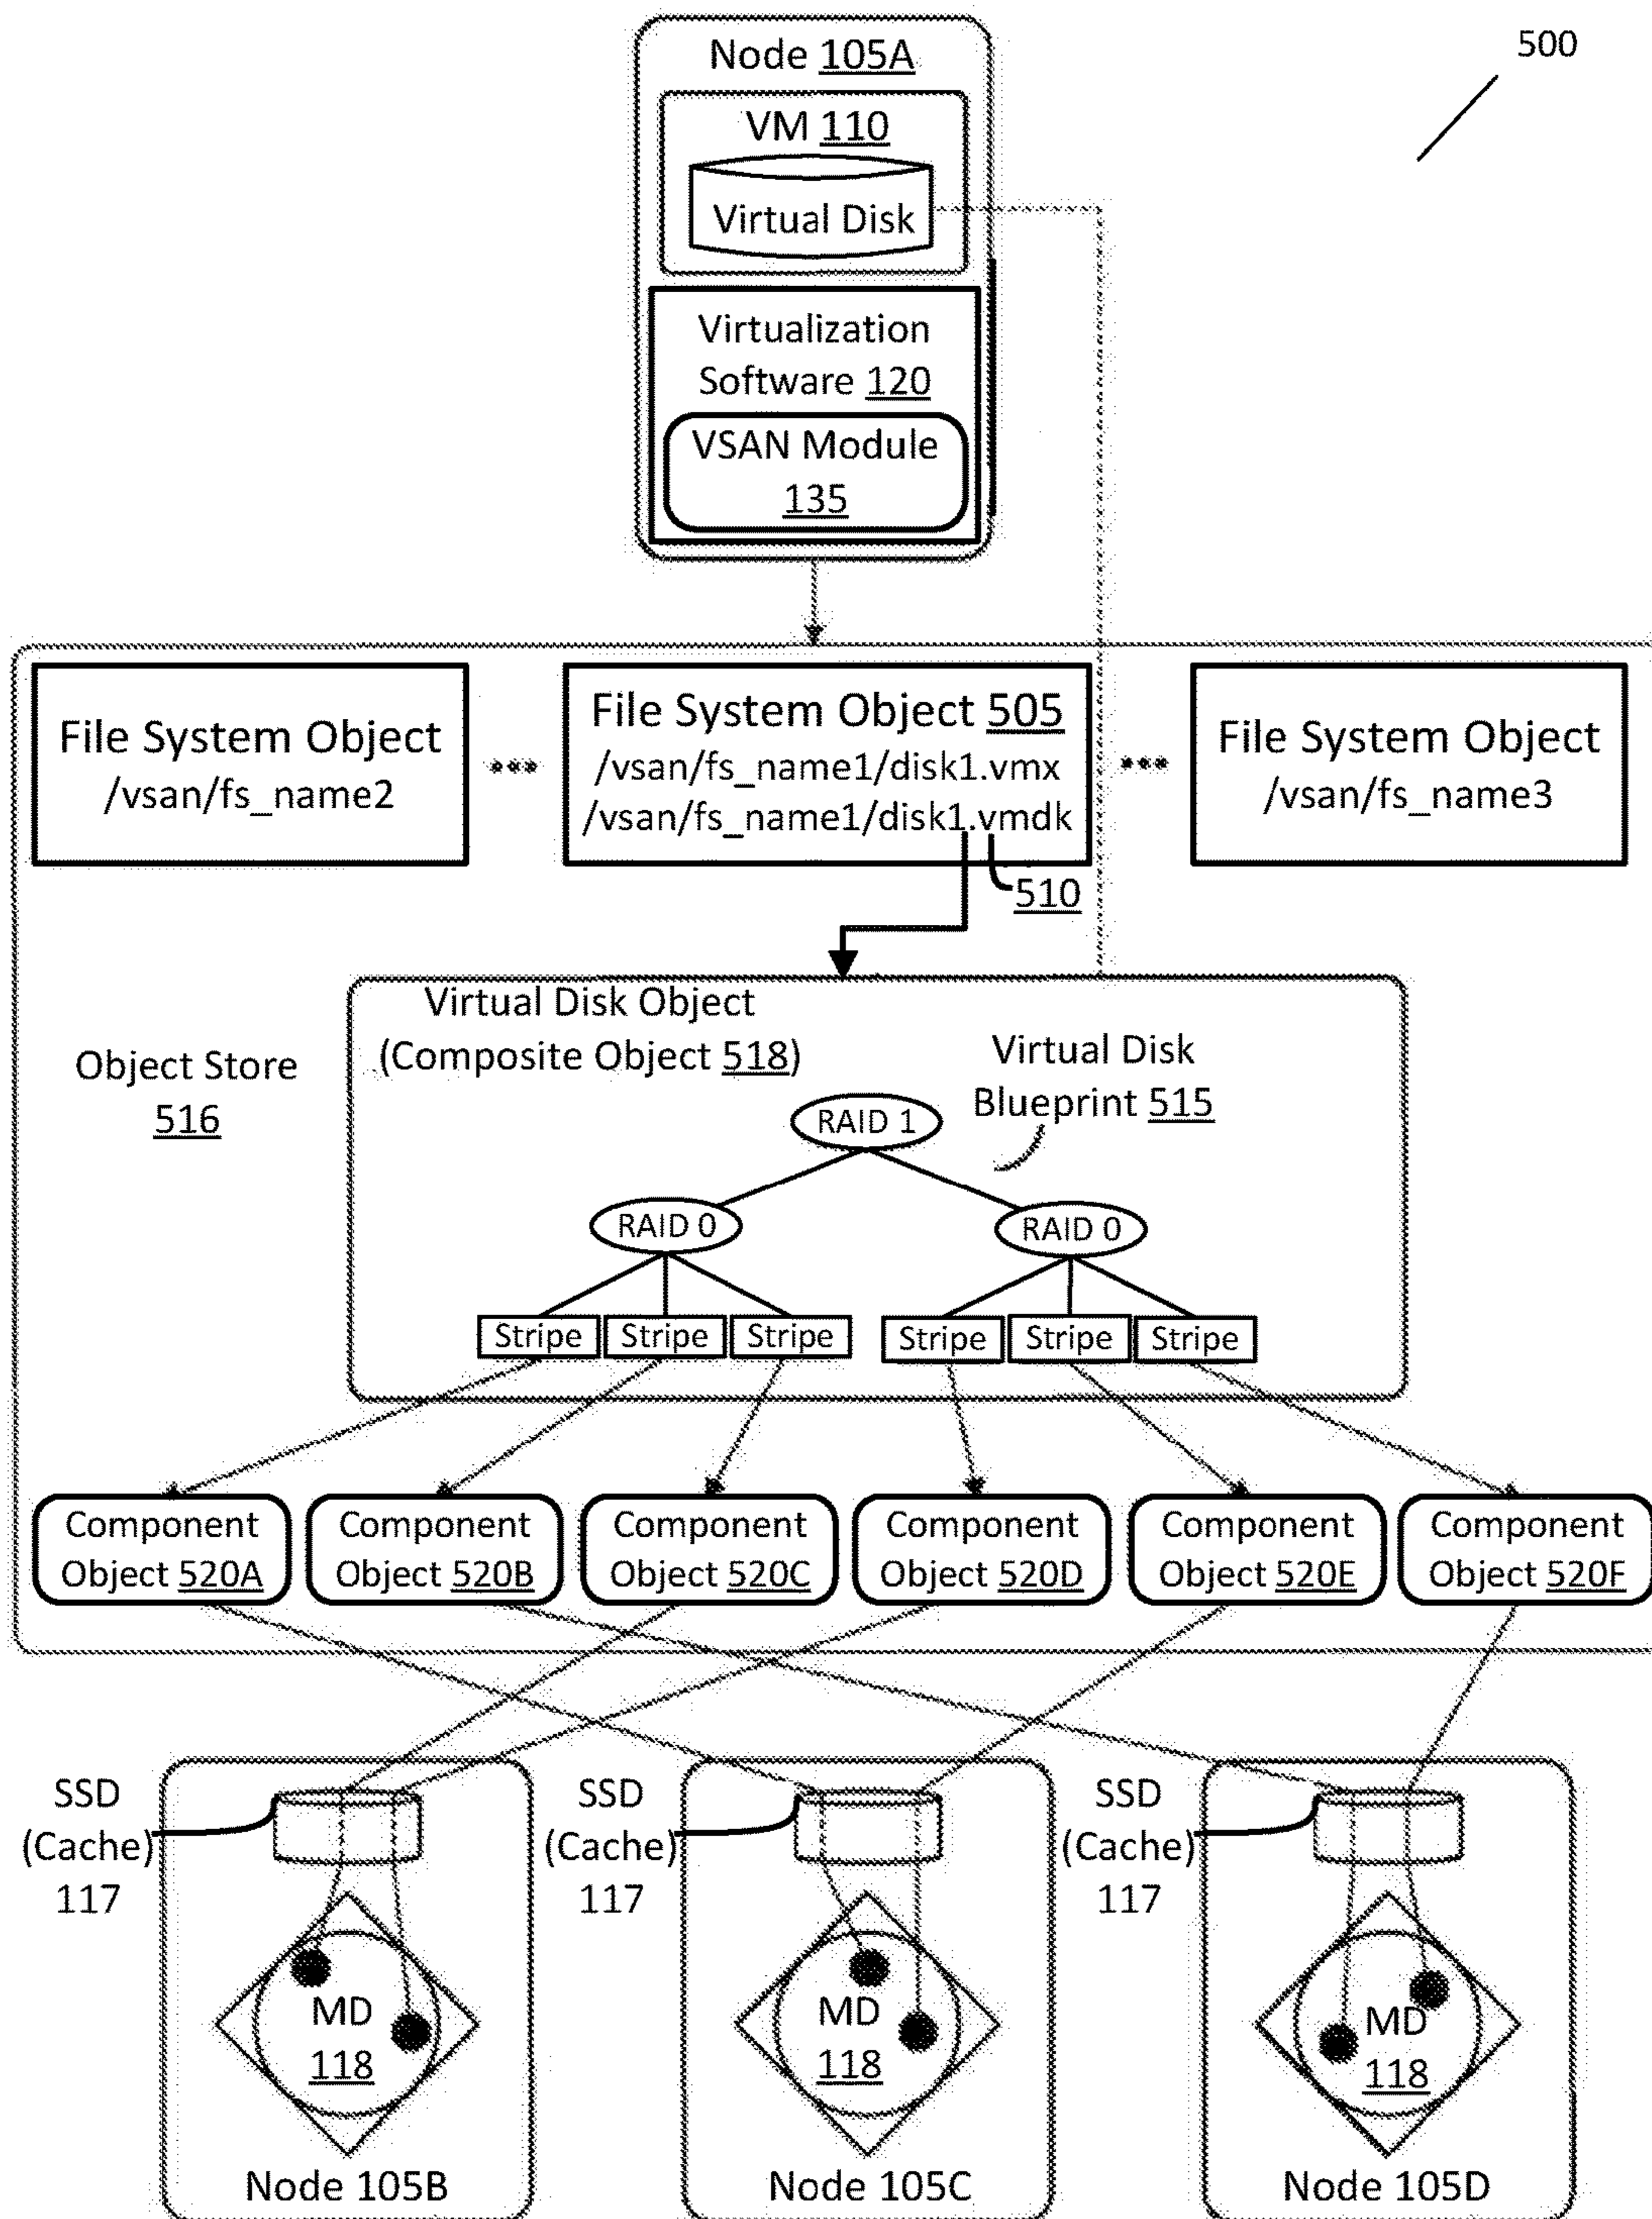 500
Node 105A
VM 110
Virtual Disk
Virtualization
Software 120
VSAN Module
135
File System Object
/vsan/fs_name2
...
File System Object 505
/vsan/fs_name1/disk1.vmx
/vsan/fs_name1/disk1.vmdk
510
...
File System Object
/vsan/fs_name3
Object Store
516
Virtual Disk Object
(Composite Object 518)
Virtual Disk
Blueprint 515
RAID 1
RAID 0
RAID 0
Stripe
Stripe
Stripe
Stripe
Stripe
Stripe
Component
Object 520A
Component
Object 520B
Component
Object 520C
Component
Object 520D
Component
Object 520E
Component
Object 520F
SSD
(Cache)
117
MD
118
Node 105B
SSD
(Cache)
117
MD
118
Node 105C
SSD
(Cache)
117
MD
118
Node 105D